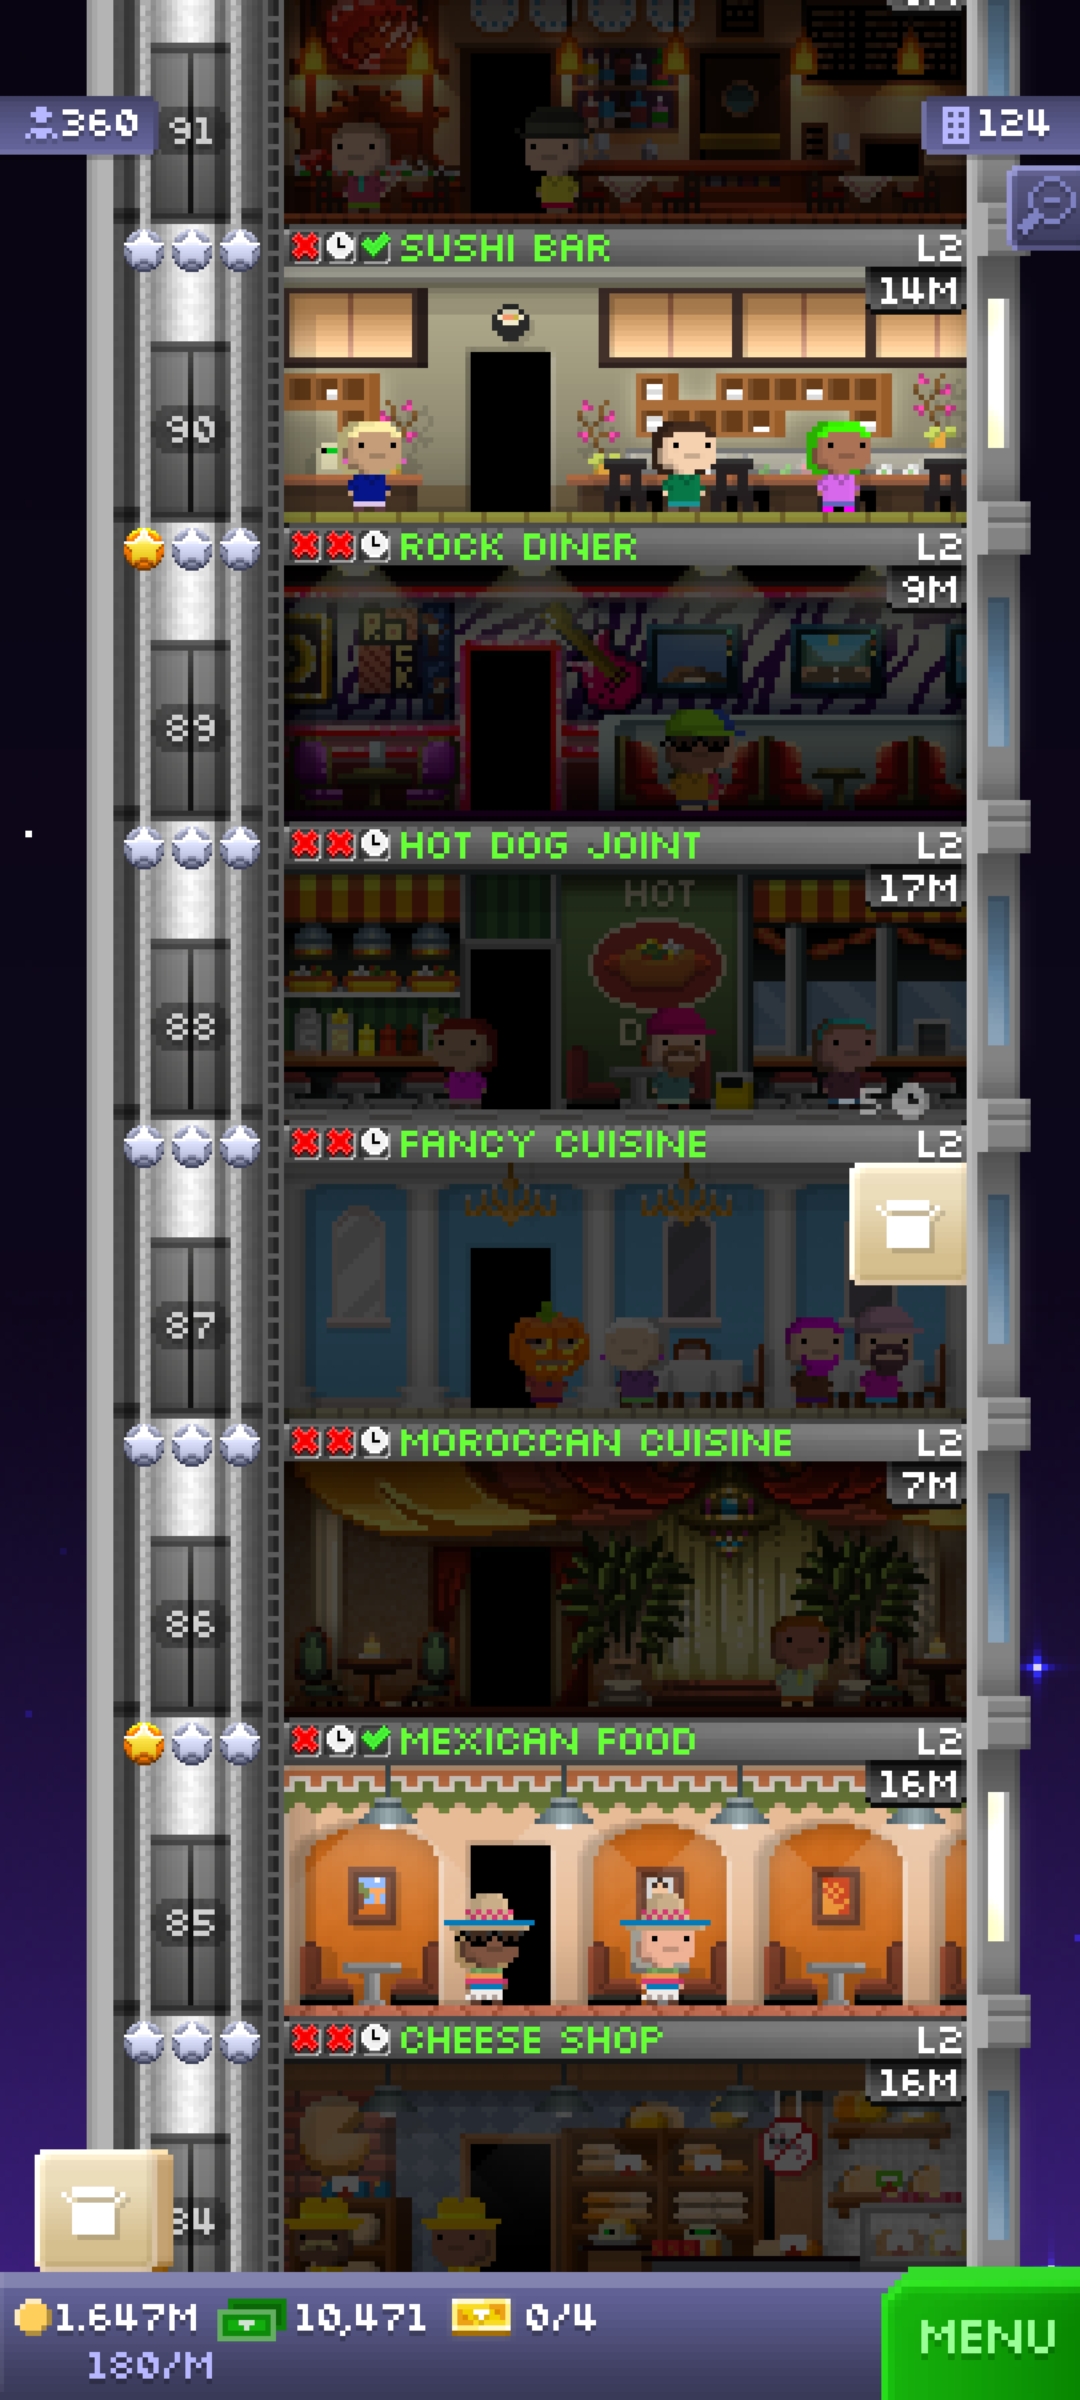 360
91
124
SUSHI BAR L2
14M
90
ROCK DINER L2
9M
ROCK
89
HOT DOG JOINT L2
17M
HOT
88
D
5
FANCY CUISINE L2
87
MOROCCAN CUISINE L2
7M
86
MEXICAN FOOD L2
16M
85
CHEESE SHOP L2
16M
84
1.647M 10,471 0/4
180/M
MENU